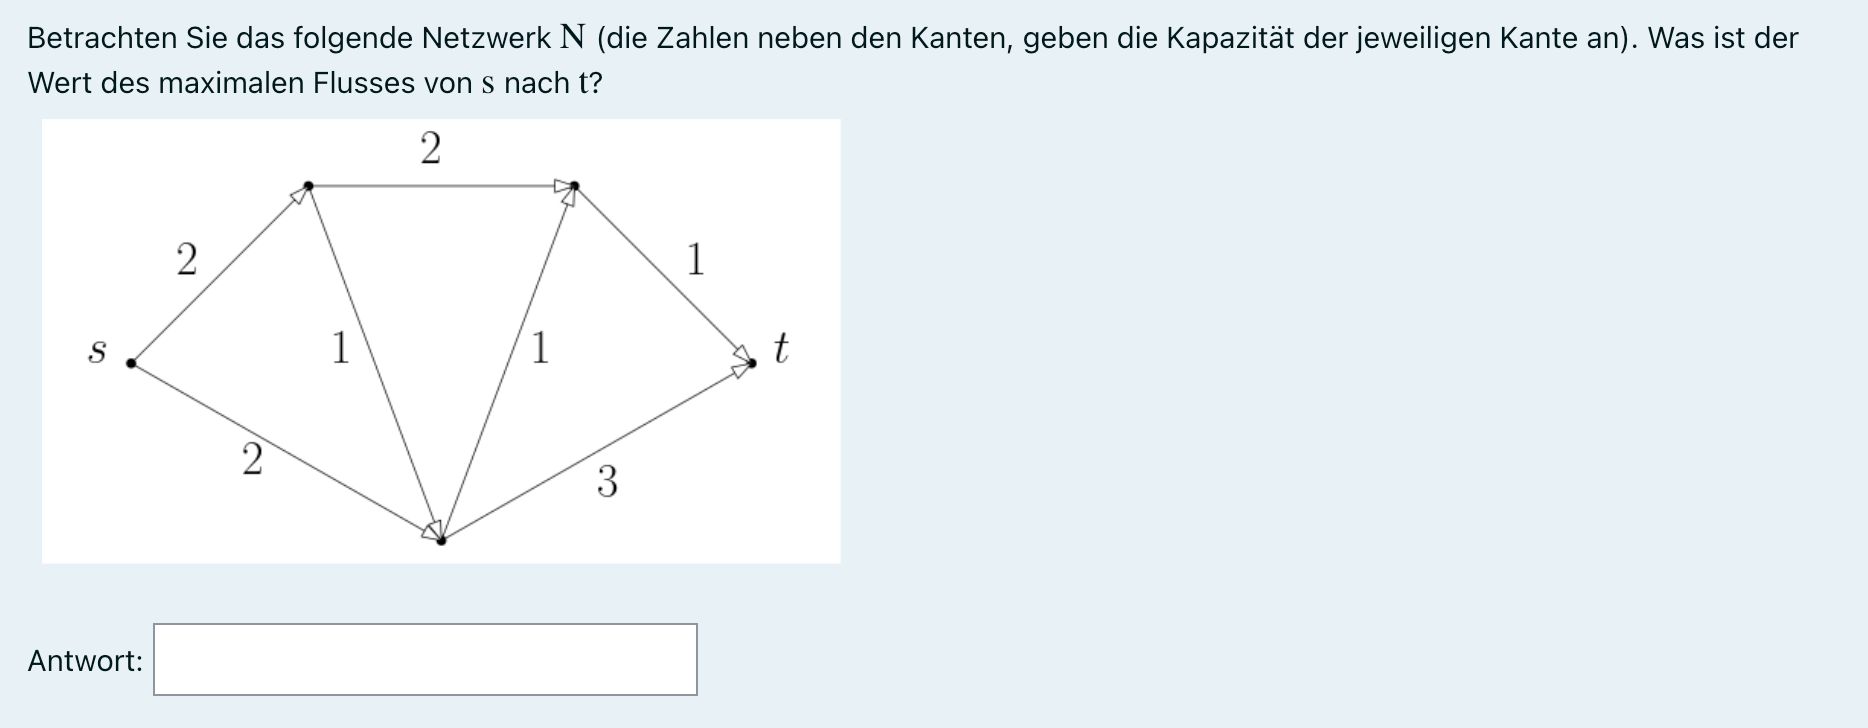 Betrachten Sie das folgende Netzwerk N (die Zahlen neben den Kanten, geben die Kapazität der jeweiligen Kante an). Was ist der
Wert des maximalen Flusses von s nach t?
2
2
1
s
1
1
t
2
3
Antwort: